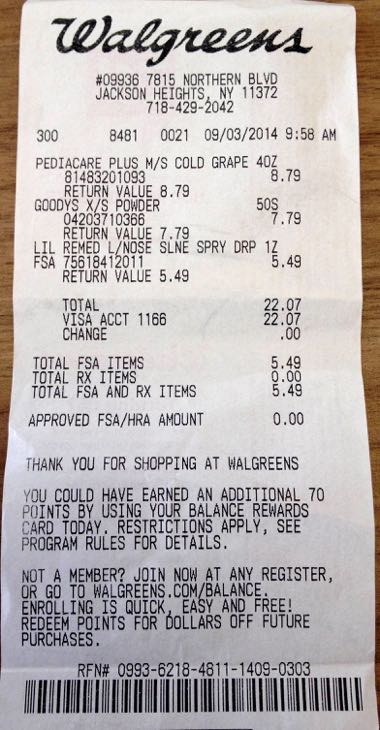 Walgreens
#09936 7815 NORTHERN BLVD
JACKSON HEIGHTS, NY 11372
718-429-2042
300 8481 0021 09/03/2014 9:58 AM
PEDIACARE PLUS M/S COLD GRAPE 4OZ
81483201093 8.79
RETURN VALUE 8.79
GOODYS X/S POWDER 50S
04203710366 7.79
RETURN VALUE 7.79
LIL REMED L/NOSE SLNE SPRY DRP 1Z
FSA 75618412011 5.49
RETURN VALUE 5.49
TOTAL 22.07
VISA ACCT 1166 22.07
CHANGE .00
TOTAL FSA ITEMS 5.49
TOTAL RX ITEMS 0.00
TOTAL FSA AND RX ITEMS 5.49
APPROVED FSA/HRA AMOUNT 0.00
THANK YOU FOR SHOPPING AT WALGREENS
YOU COULD HAVE EARNED AN ADDITIONAL 70
POINTS BY USING YOUR BALANCE REWARDS
CARD TODAY. RESTRICTIONS APPLY, SEE
PROGRAM RULES FOR DETAILS.
NOT A MEMBER? JOIN NOW AT ANY REGISTER,
OR GO TO WALGREENS.COM/BALANCE.
ENROLLING IS QUICK, EASY AND FREE!
REDEEM POINTS FOR DOLLARS OFF FUTURE
PURCHASES.
RFN# 0993-6218-4811-1409-0303